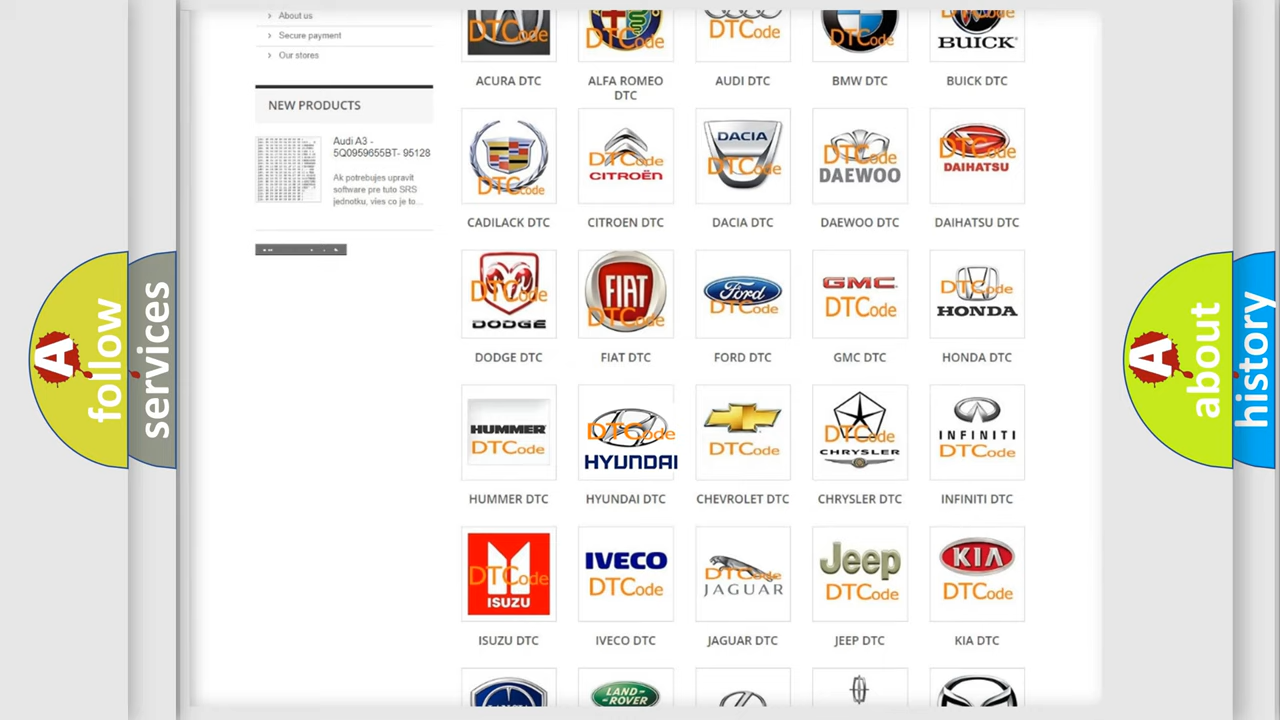 About us
Secure payment
Our stores
NEW PRODUCTS
Audi A3 -
5Q0959655BT- 95128
Ak potrebujes upravit
software pre tuto SRS
jednotku, vies co je to...
DTCode
DTCode
DTCode
DTCode
BUICK
ACURA DTC
ALFA ROMEO
DTC
AUDI DTC
BMW DTC
BUICK DTC
DTCode
DTCode
CITROËN
DACIA
DTCode
DTCode
DAEWOO
DTCode
DAIHATSU
CADILACK DTC
CITROEN DTC
DACIA DTC
DAEWOO DTC
DAIHATSU DTC
DTCode
DODGE
FIAT
DTCode
Ford
DTCode
GMC
DTCode
DTCode
HONDA
DODGE DTC
FIAT DTC
FORD DTC
GMC DTC
HONDA DTC
HUMMER
DTCode
DTCode
HYUNDAI
DTCode
DTCode
CHRYSLER
INFINITI
DTCode
HUMMER DTC
HYUNDAI DTC
CHEVROLET DTC
CHRYSLER DTC
INFINITI DTC
DTCode
ISUZU
IVECO
DTCode
DTCode
JAGUAR
Jeep
DTCode
KIA
DTCode
ISUZU DTC
IVECO DTC
JAGUAR DTC
JEEP DTC
KIA DTC
LAND-
ROVER
A follow
services
A about
history